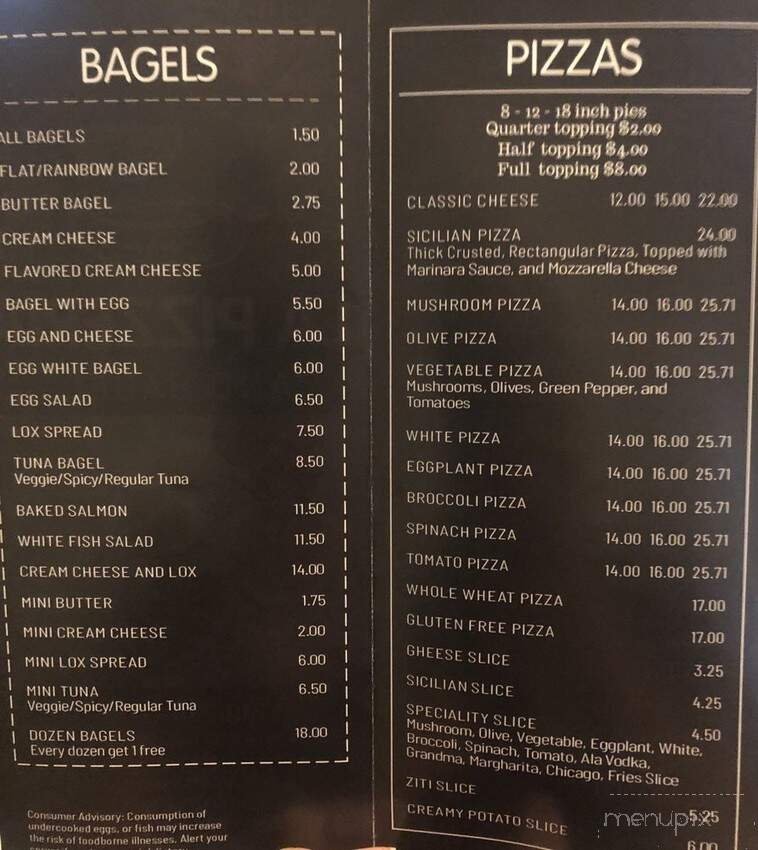 BAGELS
ALL BAGELS 1.50
FLAT/RAINBOW BAGEL 2.00
BUTTER BAGEL 2.75
CREAM CHEESE 4.00
FLAVORED CREAM CHEESE 5.00
BAGEL WITH EGG 5.50
EGG AND CHEESE 6.00
EGG WHITE BAGEL 6.00
EGG SALAD 6.50
LOX SPREAD 7.50
TUNA BAGEL 8.50
Veggie/Spicy/Regular Tuna
BAKED SALMON 11.50
WHITE FISH SALAD 11.50
CREAM CHEESE AND LOX 14.00
MINI BUTTER 1.75
MINI CREAM CHEESE 2.00
MINI LOX SPREAD 6.00
MINI TUNA 6.50
Veggie/Spicy/Regular Tuna
DOZEN BAGELS 18.00
Every dozen get 1 free
Consumer Advisory: Consumption of
undercooked eggs, or fish may increase
the risk of foodborne illnesses. Alert your
PIZZAS
8 - 12 - 18 inch pies
Quarter topping $2.00
Half topping $4.00
Full topping $8.00
CLASSIC CHEESE 12.00 15.00 22.00
SICILIAN PIZZA 24.00
Thick Crusted, Rectangular Pizza, Topped with
Marinara Sauce, and Mozzarella Cheese
MUSHROOM PIZZA 14.00 16.00 25.71
OLIVE PIZZA 14.00 16.00 25.71
VEGETABLE PIZZA 14.00 16.00 25.71
Mushrooms, Olives, Green Pepper, and
Tomatoes
WHITE PIZZA 14.00 16.00 25.71
EGGPLANT PIZZA 14.00 16.00 25.71
BROCCOLI PIZZA 14.00 16.00 25.71
SPINACH PIZZA 14.00 16.00 25.71
TOMATO PIZZA 14.00 16.00 25.71
WHOLE WHEAT PIZZA 17.00
GLUTEN FREE PIZZA 17.00
GHEESE SLICE 3.25
SICILIAN SLICE 4.25
SPECIALITY SLICE 4.50
Mushroom, Olive, Vegetable, Eggplant, White,
Broccoli, Spinach, Tomato, Ala Vodka,
Grandma, Margharita, Chicago, Fries Slice
ZITI SLICE 5.25
CREAMY POTATO SLICE 6.00
menupix